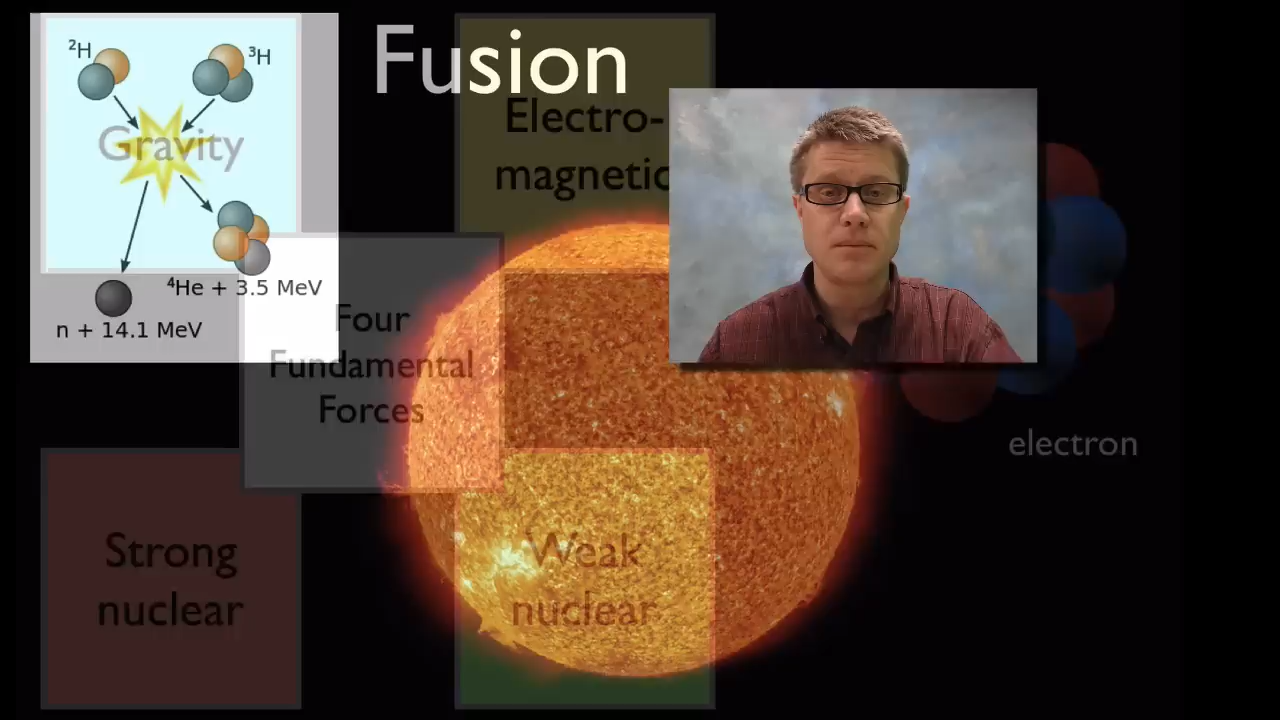 Fusion
²H
³H
Gravity
⁴He + 3.5 MeV
n + 14.1 MeV
Electro-
magnetic
Four
Fundamental
Forces
electron
Strong
nuclear
Weak
nuclear